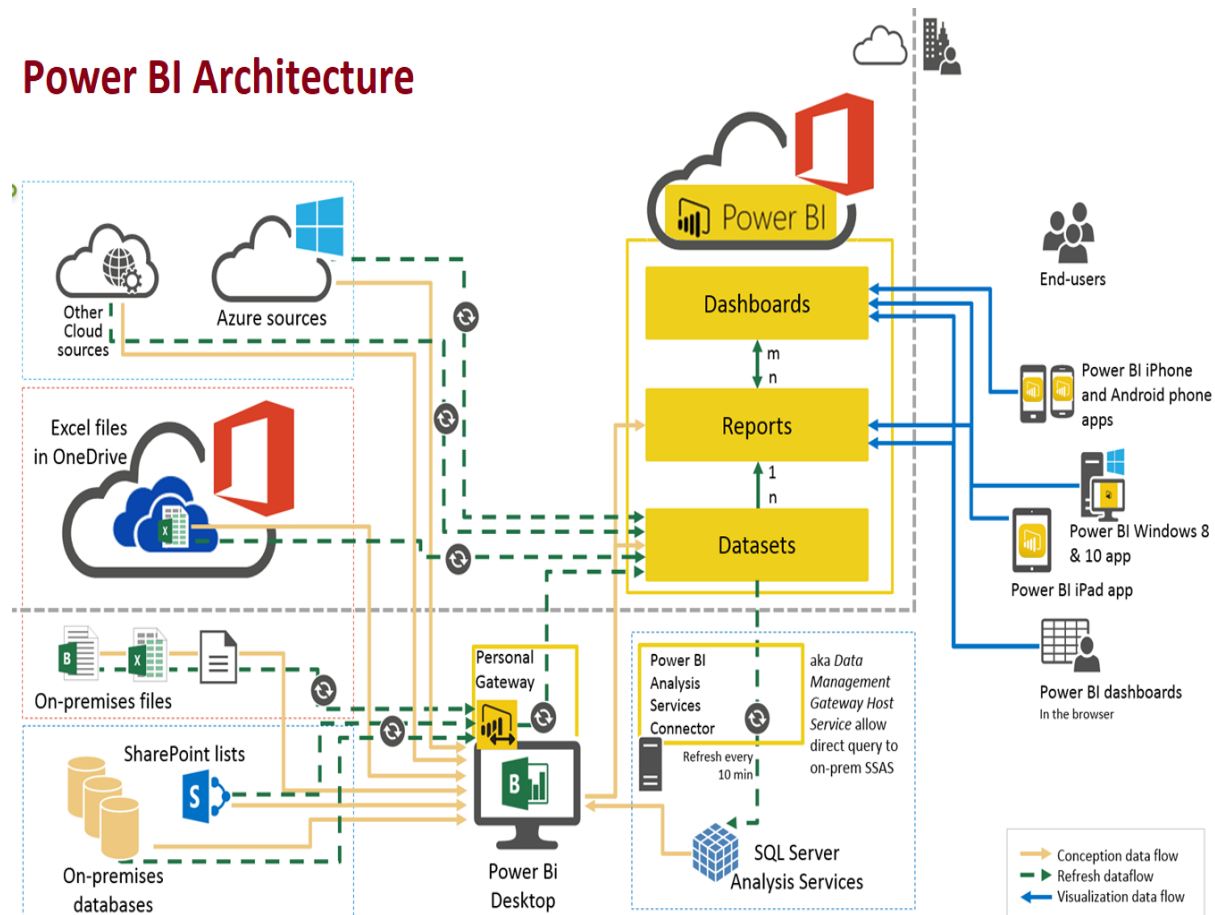 Power BI Architecture
Power BI
Other
Cloud
sources
Azure sources
Excel files
in OneDrive
X
Dashboards
m
n
Reports
1
n
Datasets
End-users
Power BI iPhone
and Android phone
apps
Power BI Windows 8
& 10 app
Power BI iPad app
Power BI dashboards
In the browser
B
X
On-premises files
SharePoint lists
S
On-premises
databases
Personal
Gateway
B
Power Bi
Desktop
Power BI
Analysis
Services
Connector
Refresh every
10 min
aka Data
Management
Gateway Host
Service allow
direct query to
on-prem SSAS
SQL Server
Analysis Services
Conception data flow
Refresh dataflow
Visualization data flow